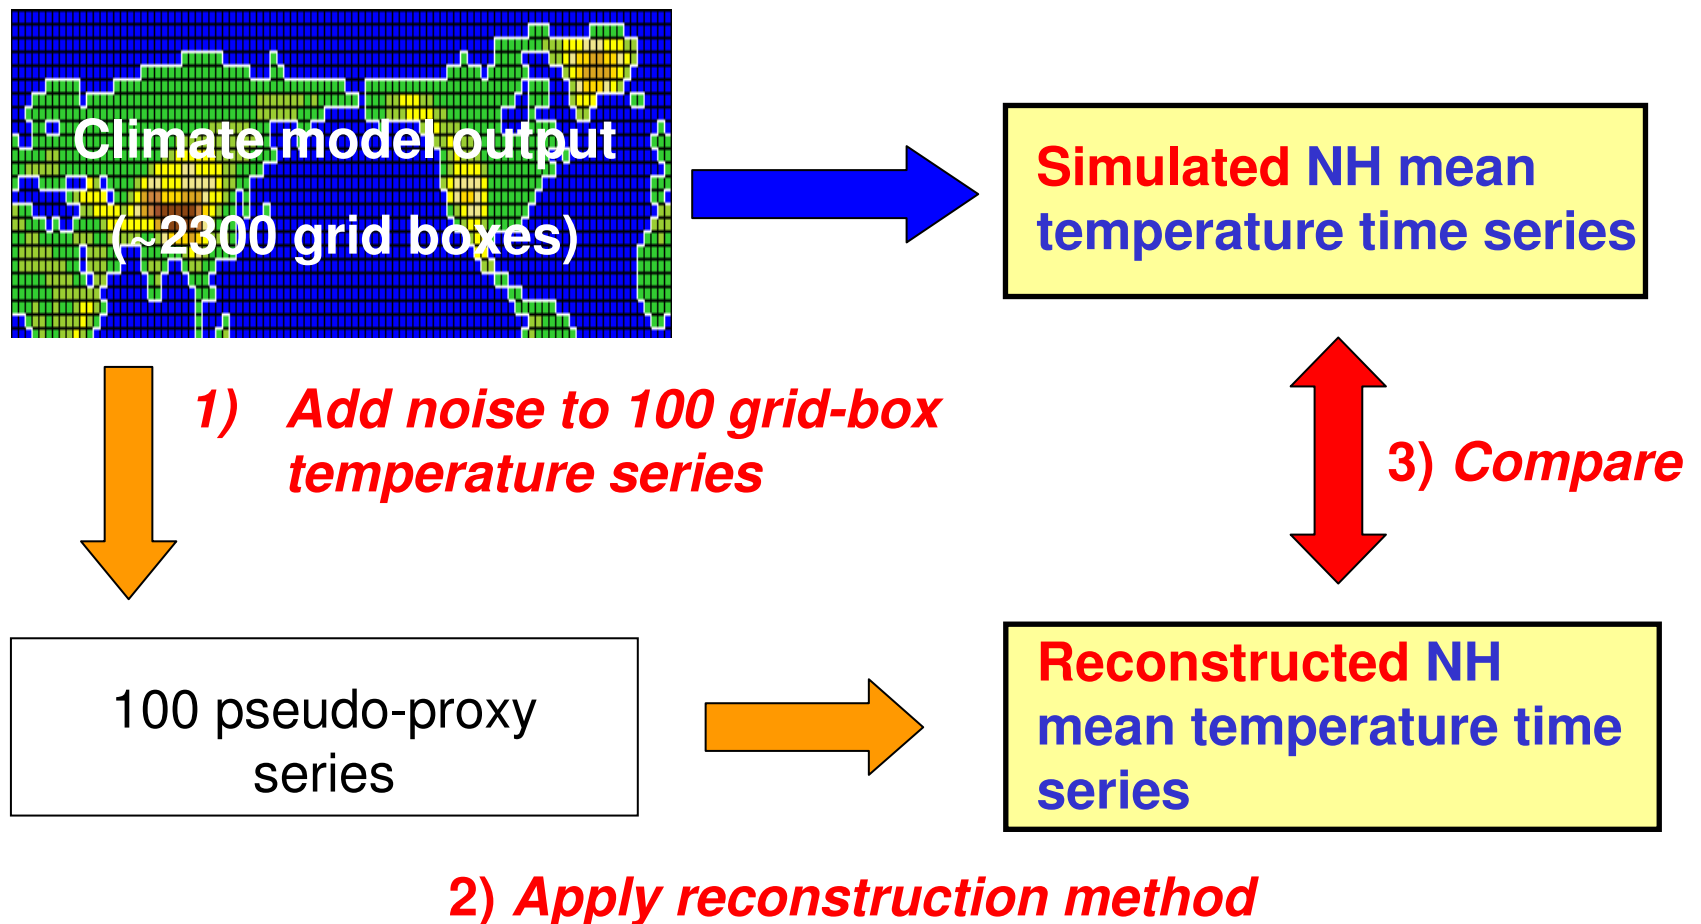 Climate model output
(~2300 grid boxes)
Simulated NH mean
temperature time series
1) Add noise to 100 grid-box
temperature series
3) Compare
100 pseudo-proxy
series
Reconstructed NH
mean temperature time
series
2) Apply reconstruction method